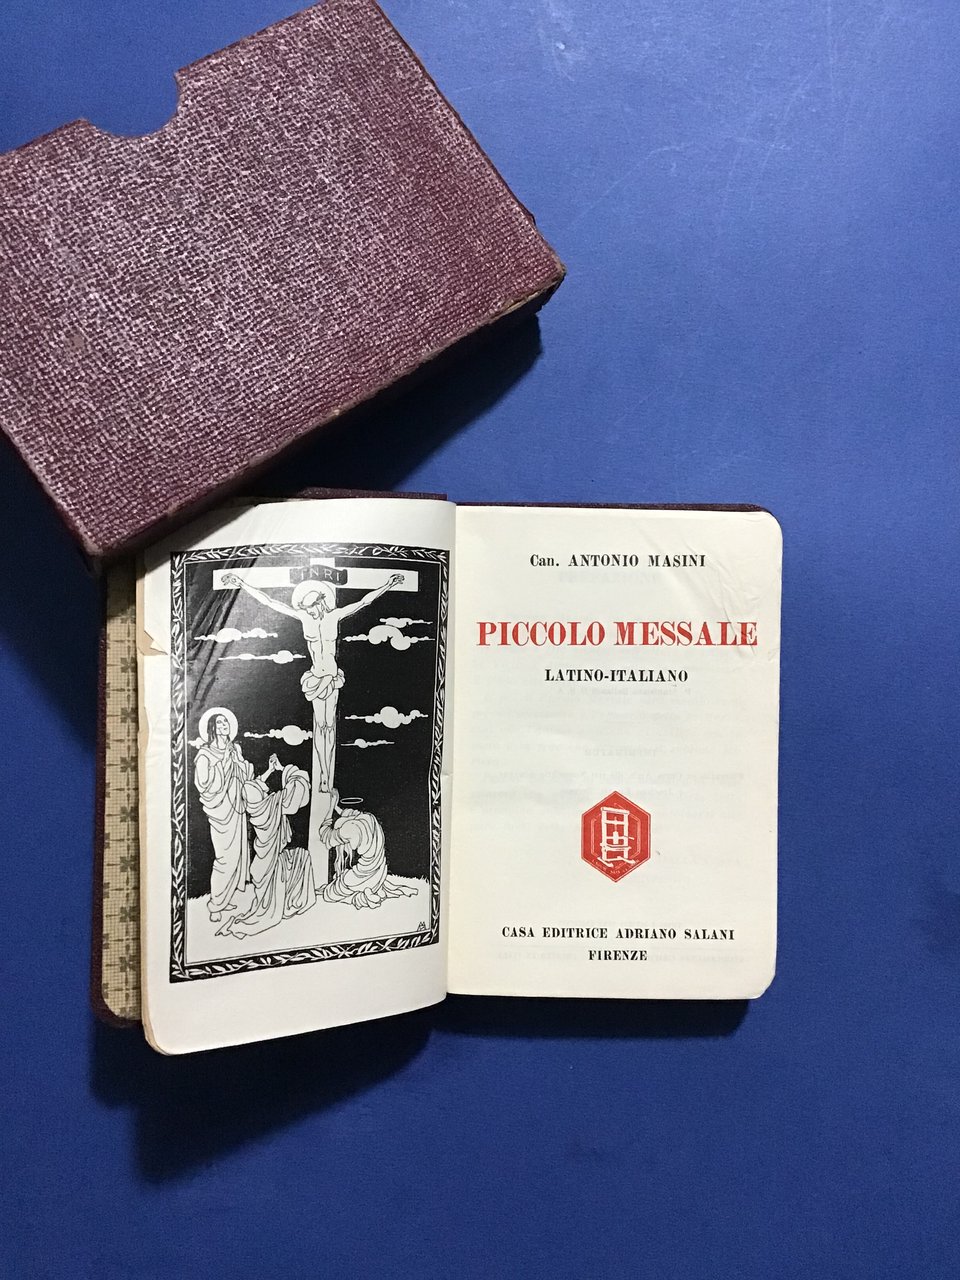 INRI
Can. ANTONIO MASINI
PICCOLO MESSALE
LATINO-ITALIANO
CASA EDITRICE ADRIANO SALANI
FIRENZE